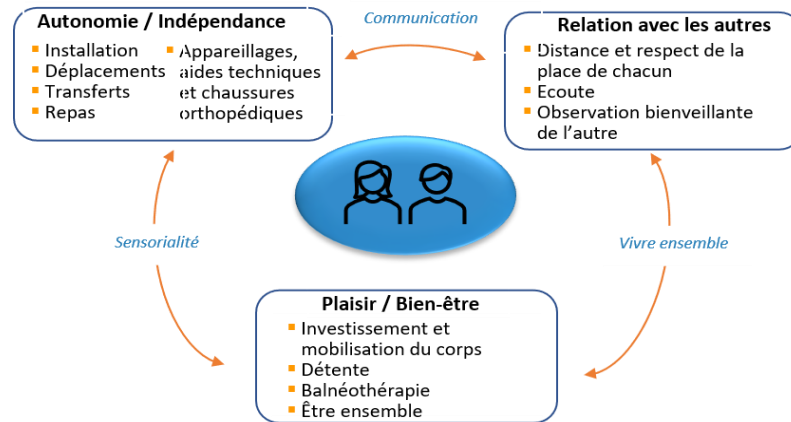 Autonomie / Indépendance
Installation
Déplacements
Transferts
Repas
Appareillages,
aides techniques
et chaussures
orthopédiques
Communication
Relation avec les autres
Distance et respect de la
place de chacun
Ecoute
Observation bienveillante
de l'autre
Sensorialité
Vivre ensemble
Plaisir / Bien-être
Investissement et
mobilisation du corps
Détente
Balnéothérapie
Être ensemble